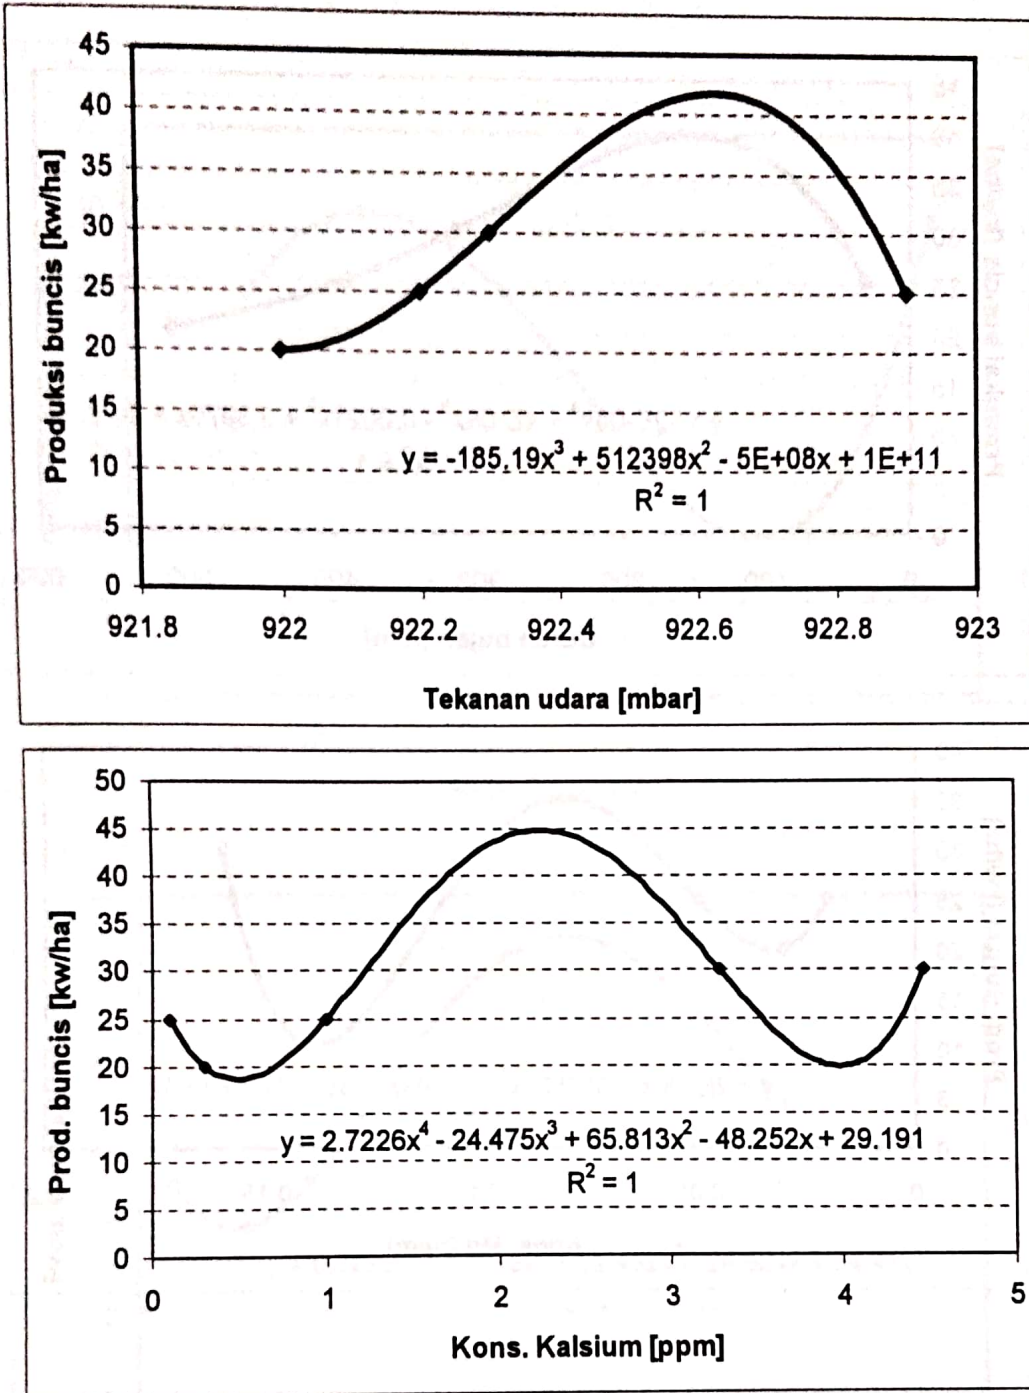 45
40
35
30
25
20
15
10
5
0
Produksi buncis [kw/ha]
y = -185.19x³ + 512398x² - 5E+08x + 1E+11
R² = 1
921.8 922 922.2 922.4 922.6 922.8 923
Tekanan udara [mbar]
50
45
40
35
30
25
20
15
10
5
0
Prod. buncis [kw/ha]
y = 2.7226x⁴ - 24.475x³ + 65.813x² - 48.252x + 29.191
R² = 1
0 1 2 3 4 5
Kons. Kalsium [ppm]